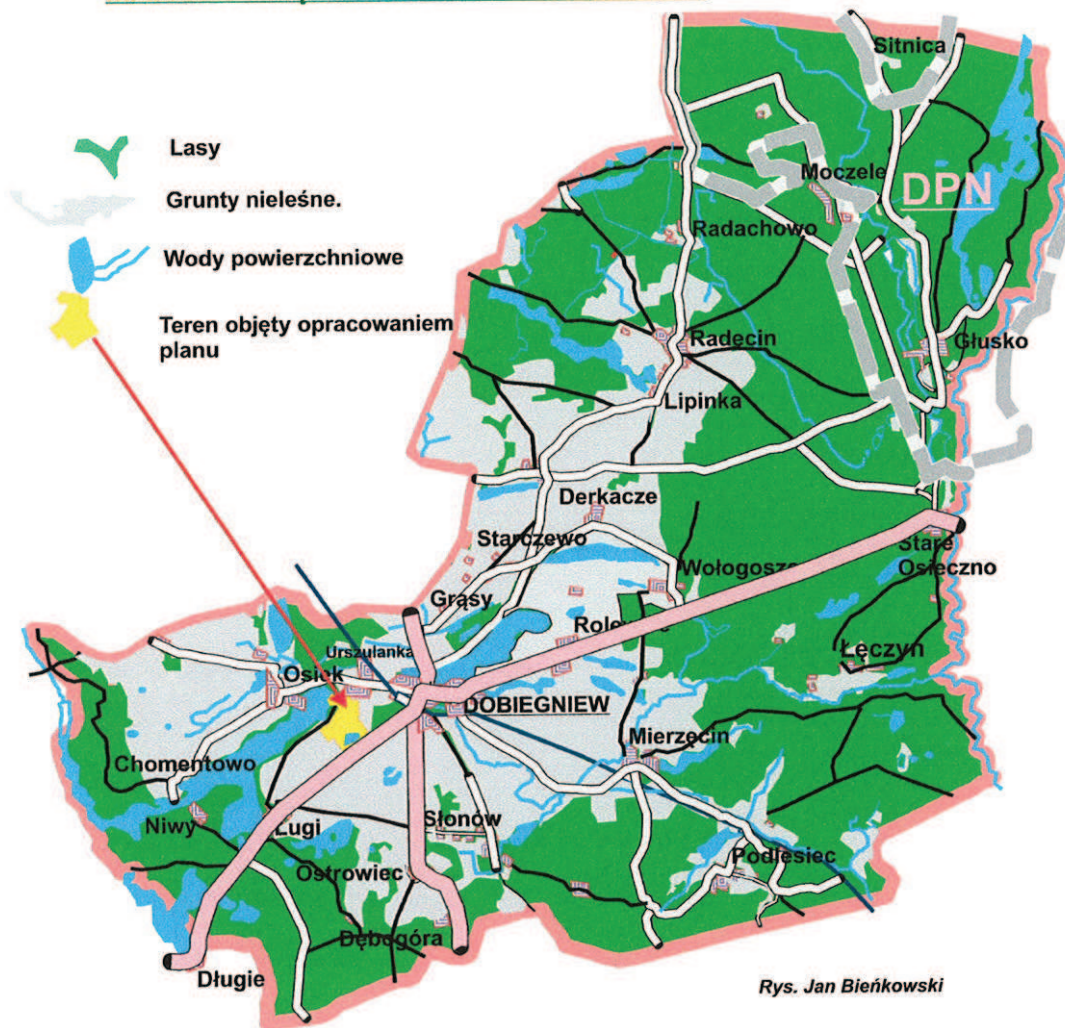 Lasy
Grunty nieleśne.
Wody powierzchniowe
Teren objęty opracowaniem
planu
Sitnica
Moczele
DPN
Radachowo
Radęcin
Głusko
Lipinka
Derkacze
Starczewo
Stare
Osieczno
Grąsy
Urszulanka
Osiek
Łęczyn
DOBIEGNIEW
Mierzęcin
Chomentowo
Niwy
Ługi
Słonów
Podlesiec
Ostrowiec
Dębogóra
Długie
Rys. Jan Bieńkowski